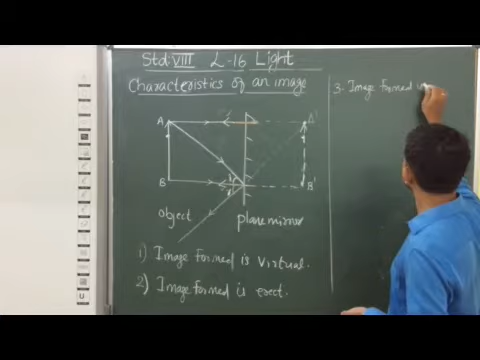 Std: VIII L-16 Light
Characteristics of an image
A A'
B B'
object plane mirror
1) Image formed is virtual.
2) Image formed is erect.
3. Image formed is